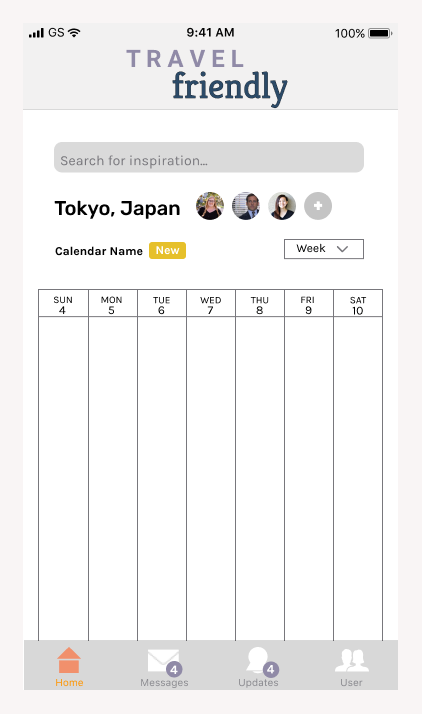 GS 9:41 AM 100%
TRAVEL
friendly
Search for inspiration...
Tokyo, Japan +
Calendar Name New Week
SUN MON TUE WED THU FRI SAT
4 5 6 7 8 9 10
4 4
Home Messages Updates User